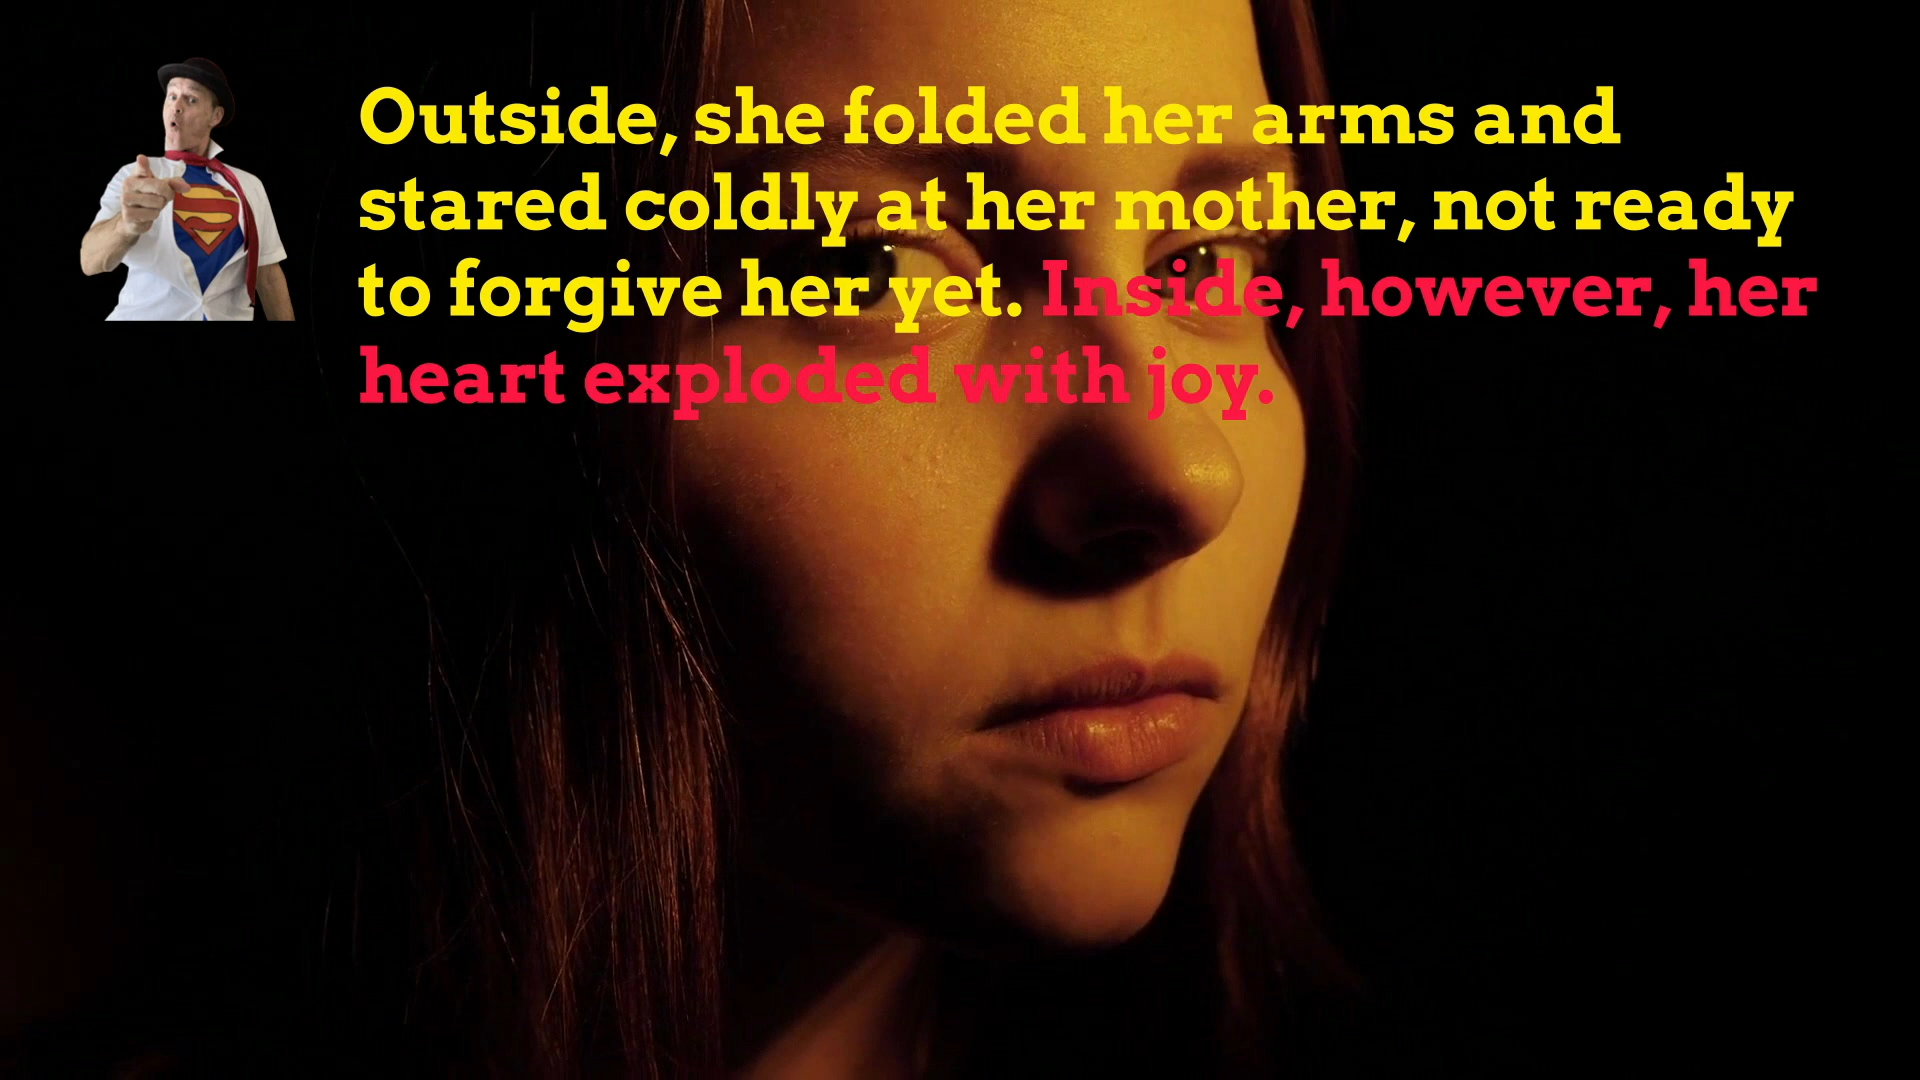 Outside, she folded her arms and
stared coldly at her mother, not ready
to forgive her yet. Inside, however, her
heart exploded with joy.